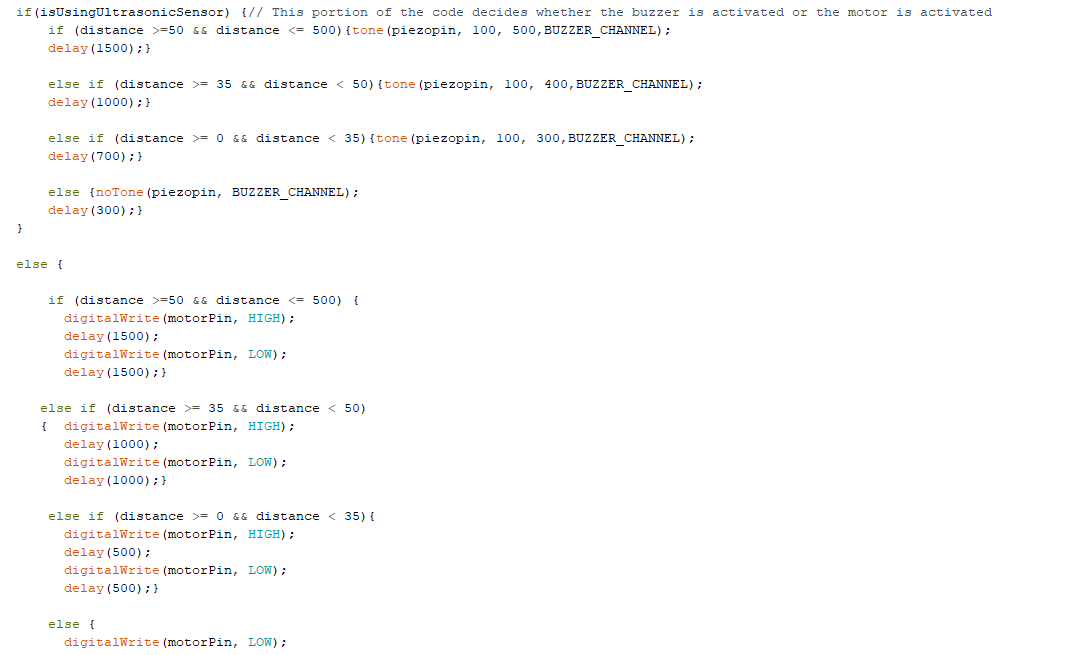 if(isUsingUltrasonicSensor) {// This portion of the code decides whether the buzzer is activated or the motor is activated
if (distance >=50 && distance <= 500){tone(piezopin, 100, 500,BUZZER_CHANNEL);
delay(1500);}
else if (distance >= 35 && distance < 50){tone(piezopin, 100, 400,BUZZER_CHANNEL);
delay(1000);}
else if (distance >= 0 && distance < 35){tone(piezopin, 100, 300,BUZZER_CHANNEL);
delay(700);}
else {noTone(piezopin, BUZZER_CHANNEL);
delay(300);}
}
else {
if (distance >=50 && distance <= 500) {
digitalWrite(motorPin, HIGH);
delay(1500);
digitalWrite(motorPin, LOW);
delay(1500);}
else if (distance >= 35 && distance < 50)
{ digitalWrite(motorPin, HIGH);
delay(1000);
digitalWrite(motorPin, LOW);
delay(1000);}
else if (distance >= 0 && distance < 35){
digitalWrite(motorPin, HIGH);
delay(500);
digitalWrite(motorPin, LOW);
delay(500);}
else {
digitalWrite(motorPin, LOW);